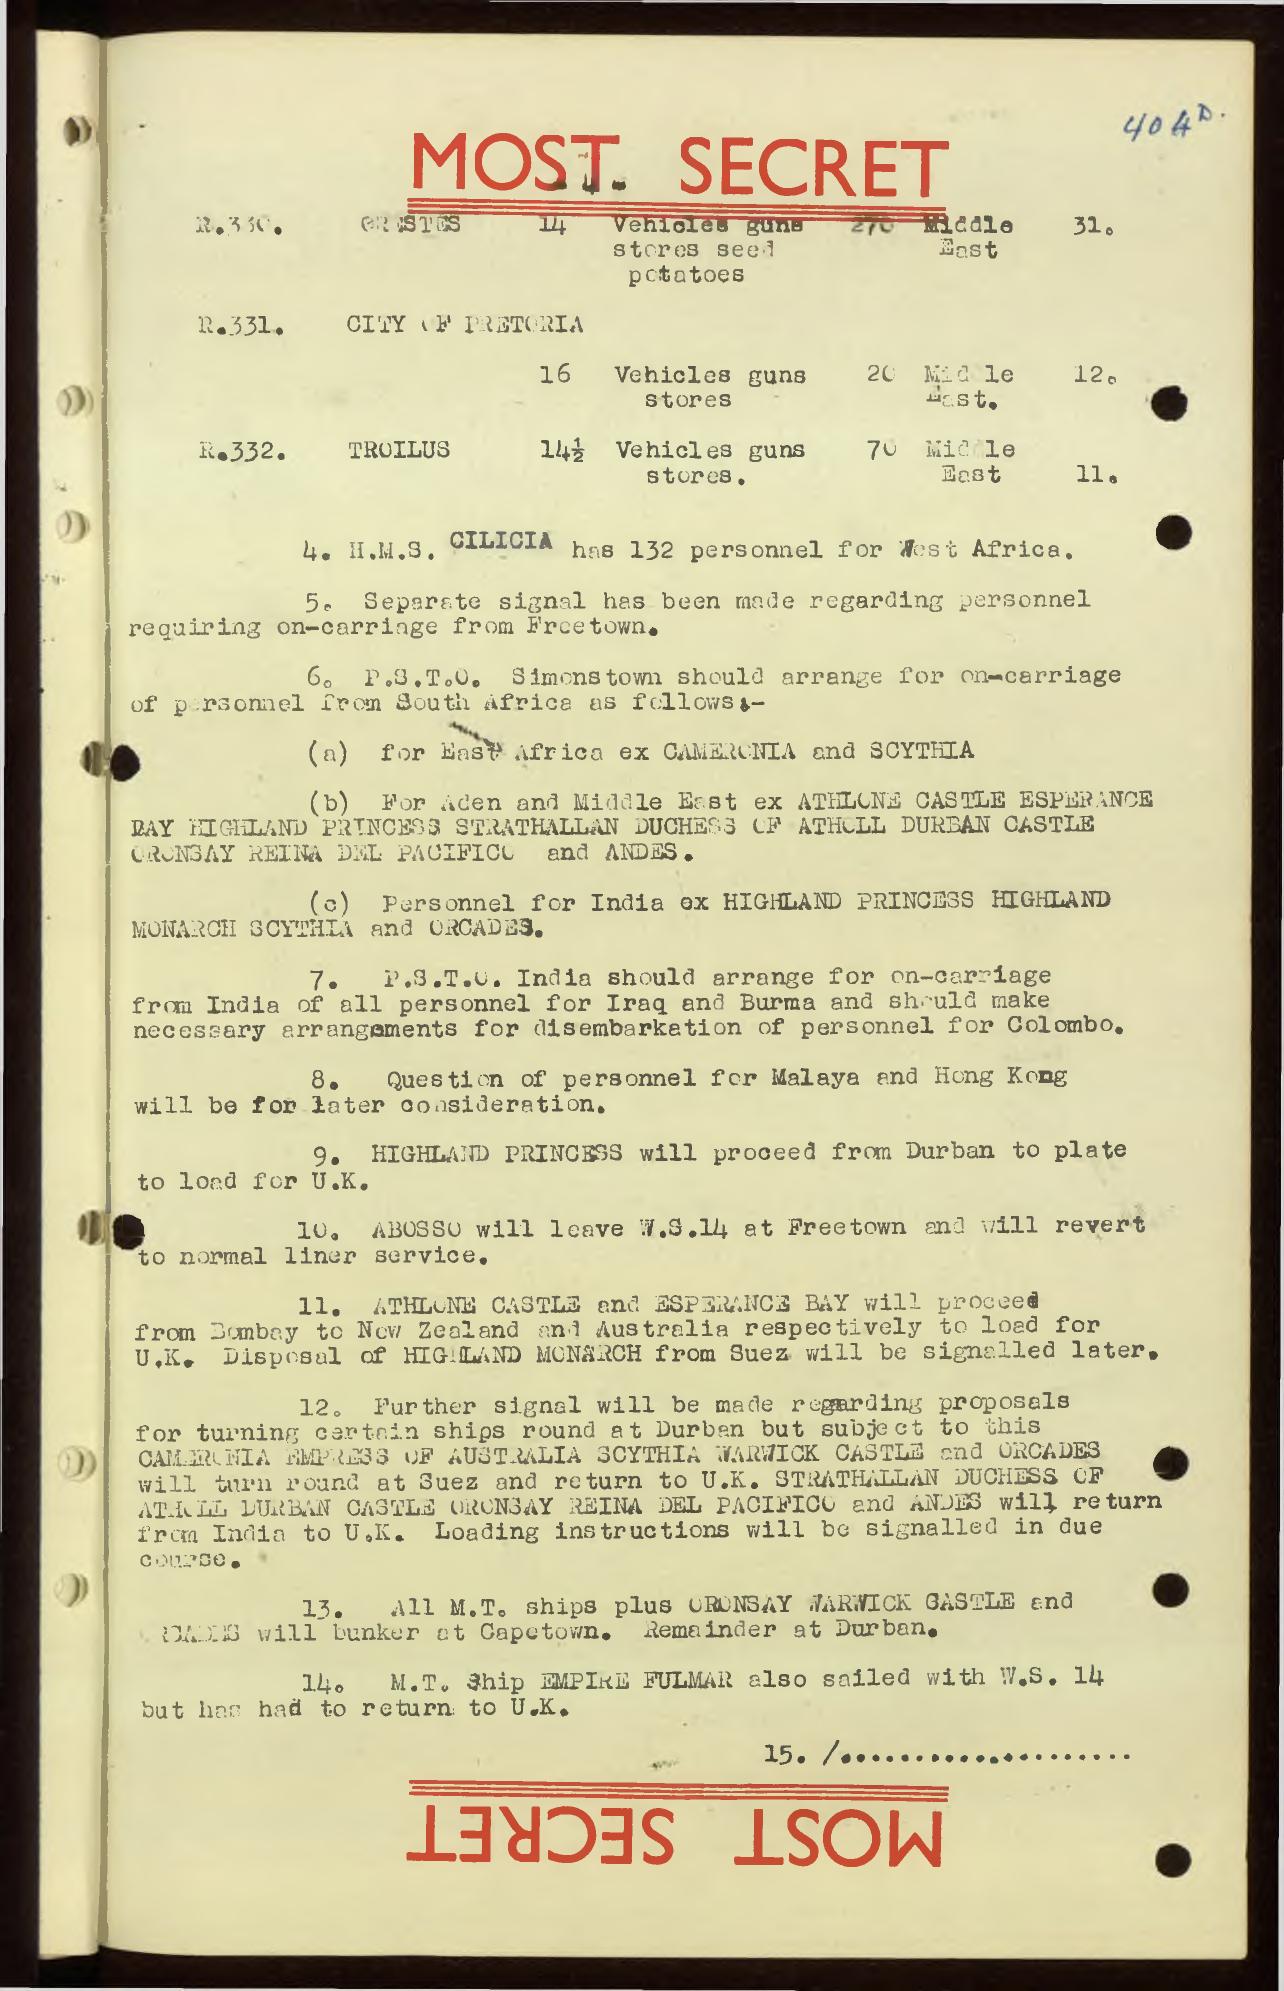 404D.
MOST SECRET
- 4. -
R.330. ORESTES 14 Vehicles guns 270 Middle 31.
stores seed East
potatoes
R.331. CITY OF PRETORIA
16 Vehicles guns 20 Middle 12.
stores East.
R.332. TROILUS 14½ Vehicles guns 70 Middle
stores. East 11.
4. H.M.S. CILICIA has 132 personnel for West Africa.
5. Separate signal has been made regarding personnel
requiring on-carriage from Freetown.
6. P.S.T.O. Simonstown should arrange for on-carriage
of personnel from South Africa as follows:-
(a) for East Africa ex CAMERONIA and SCYTHIA
(b) For Aden and Middle East ex ATHLONE CASTLE ESPERANCE
BAY HIGHLAND PRINCESS STRATHALLAN DUCHESS OF ATHOLL DURBAN CASTLE
ORONSAY REINA DEL PACIFICO and ANDES.
(c) Personnel for India ex HIGHLAND PRINCESS HIGHLAND
MONARCH SCYTHIA and ORCADES.
7. P.S.T.O. India should arrange for on-carriage
from India of all personnel for Iraq and Burma and should make
necessary arrangements for disembarkation of personnel for Colombo.
8. Question of personnel for Malaya and Hong Kong
will be for later consideration.
9. HIGHLAND PRINCESS will proceed from Durban to plate
to load for U.K.
10. ABOSSO will leave W.S.14 at Freetown and will revert
to normal liner service.
11. ATHLONE CASTLE and ESPERANCE BAY will proceed
from Bombay to New Zealand and Australia respectively to load for
U.K. Disposal of HIGHLAND MONARCH from Suez will be signalled later.
12. Further signal will be made regarding proposals
for turning certain ships round at Durban but subject to this
CAMERONIA EMPRESS OF AUSTRALIA SCYTHIA WARWICK CASTLE and ORCADES
will turn round at Suez and return to U.K. STRATHALLAN DUCHESS OF
ATHOLL DURBAN CASTLE ORONSAY REINA DEL PACIFICO and ANDES will return
from India to U.K. Loading instructions will be signalled in due
course.
13. All M.T. ships plus ORONSAY WARWICK CASTLE and
ORCADES will bunker at Capetown. Remainder at Durban.
14. M.T. Ship EMPIRE FULMAR also sailed with W.S. 14
but has had to return to U.K.
15. /.....................
MOST SECRET